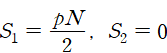 S₁ = pN/2, S₂ = 0